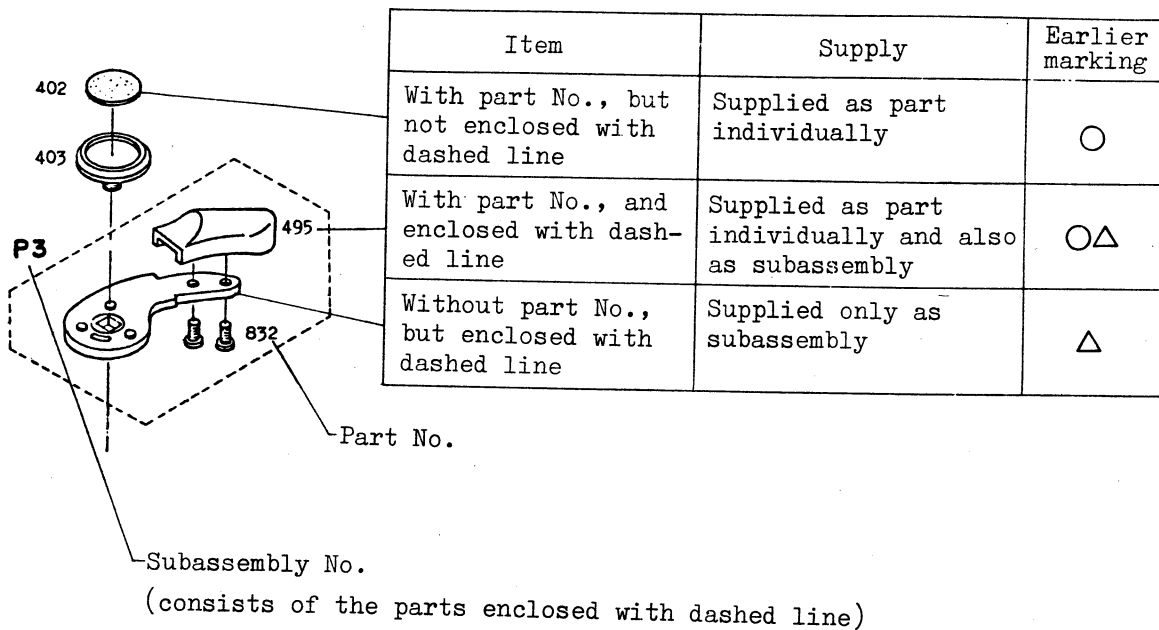 Item
Supply
Earlier
marking
With part No., but
not enclosed with
dashed line
Supplied as part
individually
○
With part No., and
enclosed with dash-
ed line
Supplied as part
individually and also
as subassembly
○△
Without part No.,
but enclosed with
dashed line
Supplied only as
subassembly
△
402
403
495
P3
832
Part No.
Subassembly No.
(consists of the parts enclosed with dashed line)